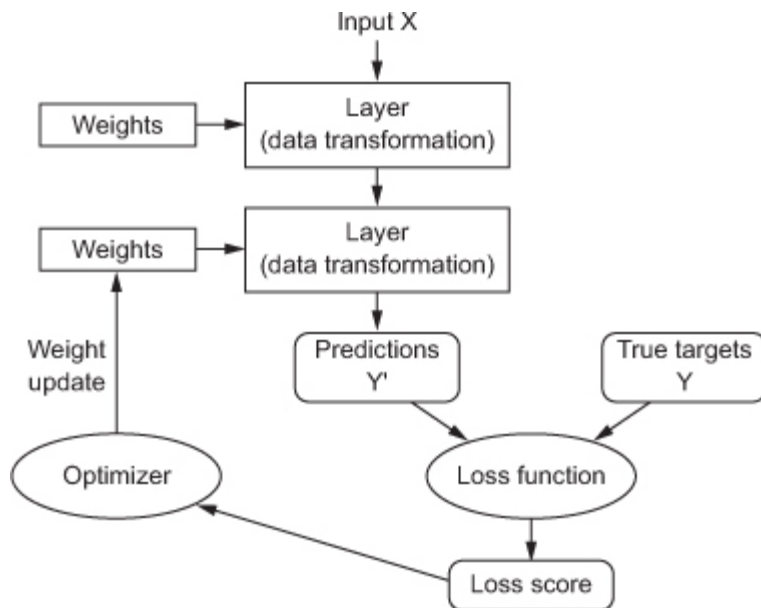 Input X
Layer
(data transformation)
Weights
Layer
(data transformation)
Weights
Weight
update
Predictions
Y'
True targets
Y
Optimizer
Loss function
Loss score